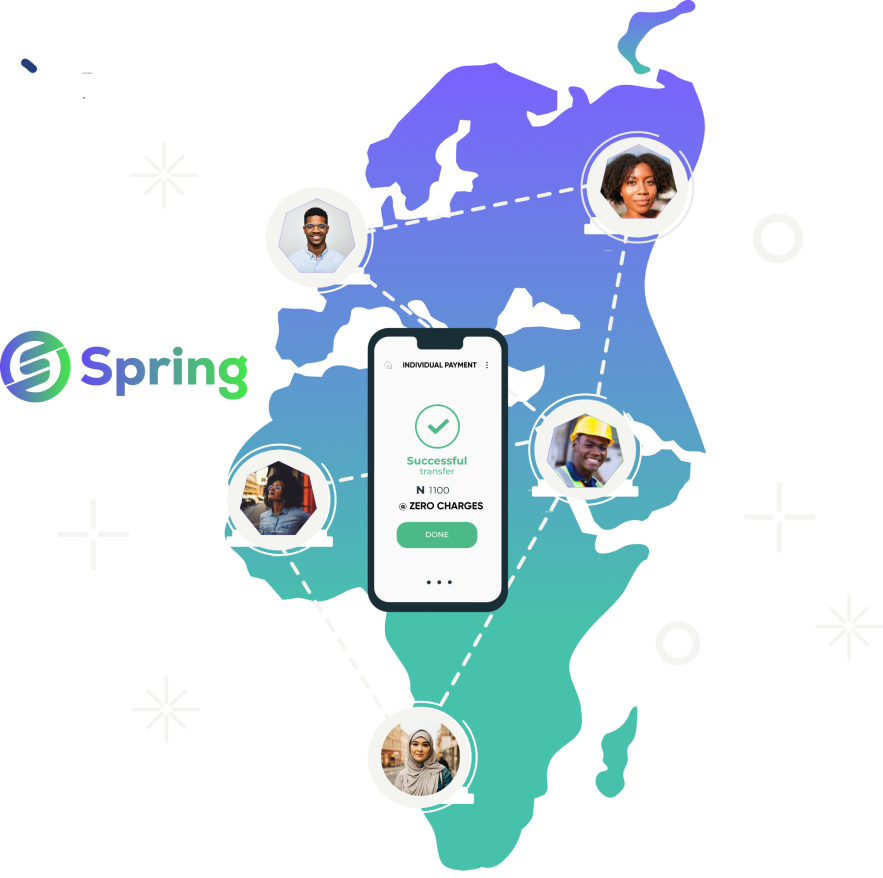 Spring
INDIVIDUAL PAYMENT
Successful
transfer
N 1100
@ ZERO CHARGES
DONE